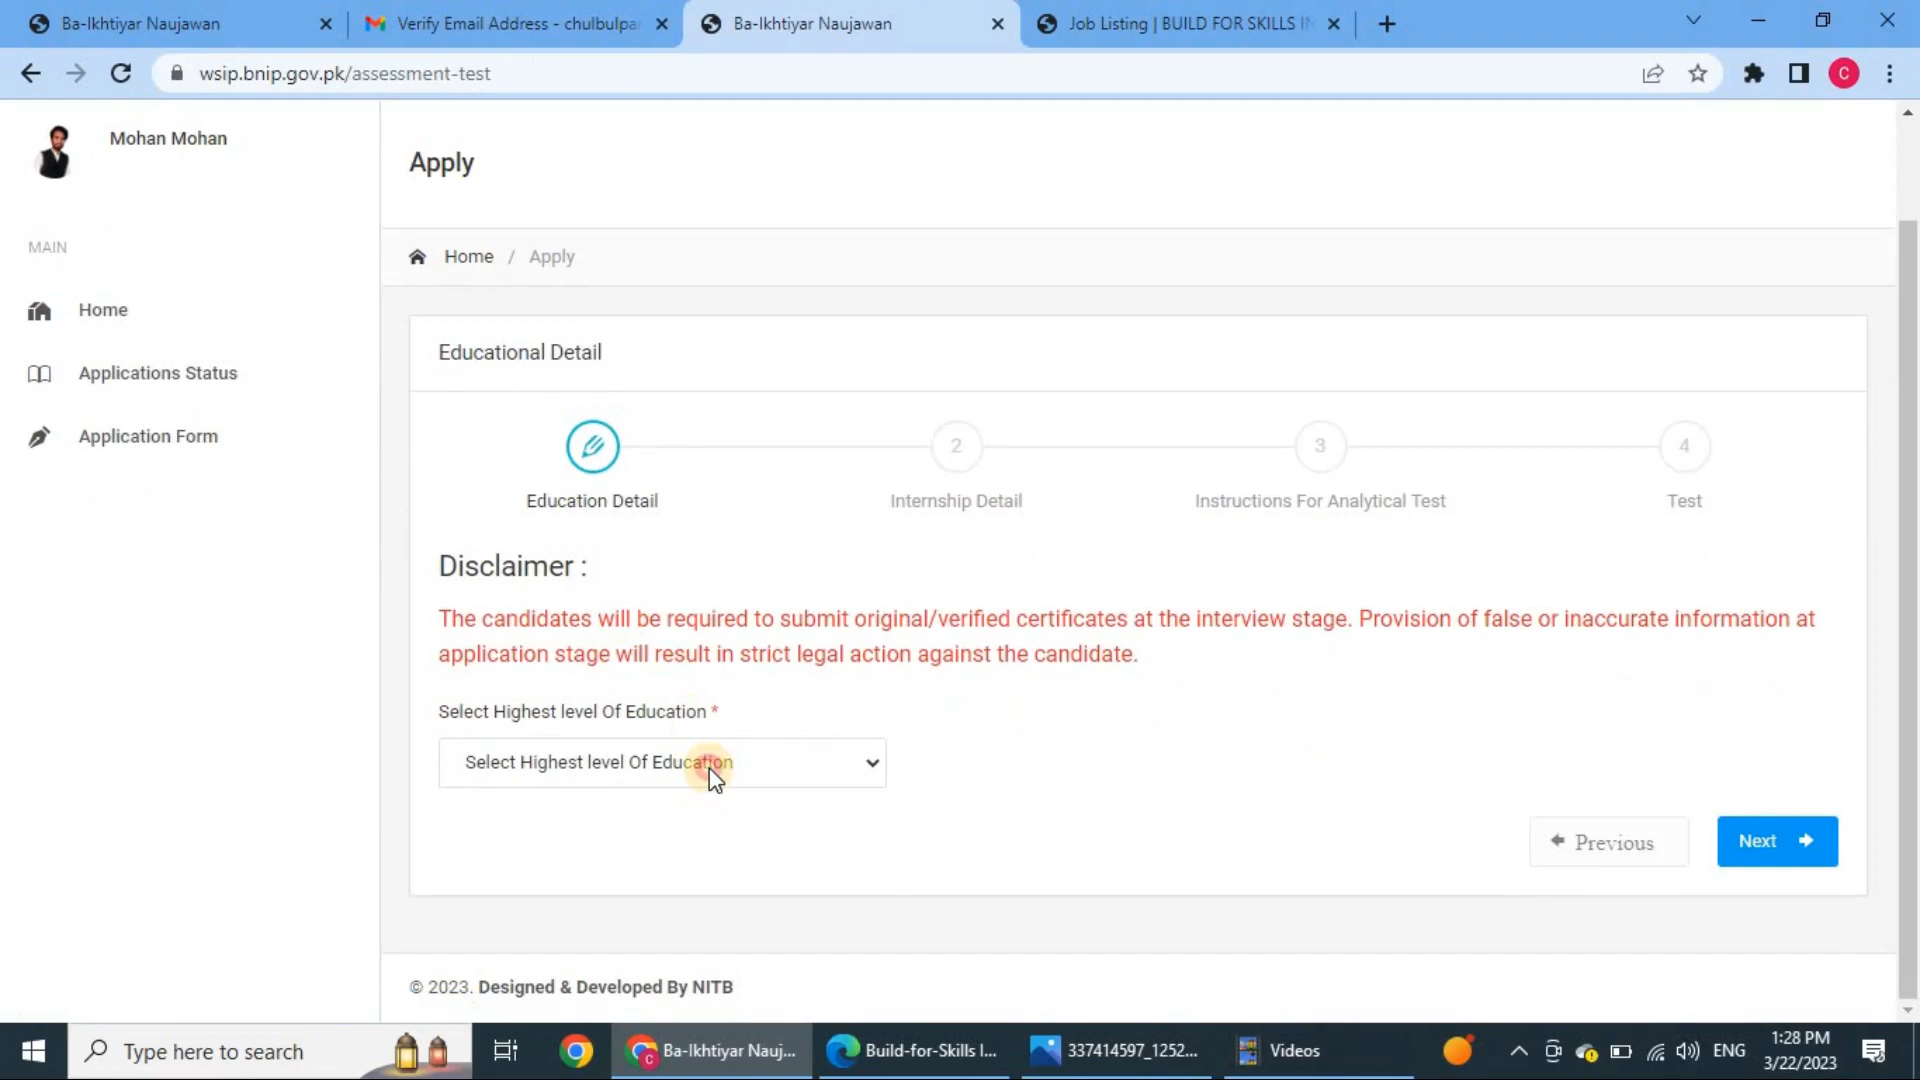 Ba-Ikhtiyar Naujawan
Verify Email Address - chulbulpa
Ba-Ikhtiyar Naujawan
Job Listing | BUILD FOR SKILLS IN
wsip.bnip.gov.pk/assessment-test
C
Mohan Mohan
Apply
MAIN
Home / Apply
Home
Educational Detail
Applications Status
Application Form
2
3
4
Education Detail
Internship Detail
Instructions For Analytical Test
Test
Disclaimer :
The candidates will be required to submit original/verified certificates at the interview stage. Provision of false or inaccurate information at
application stage will result in strict legal action against the candidate.
Select Highest level Of Education *
Select Highest level Of Education
Previous
Next
© 2023. Designed & Developed By NITB
Type here to search
C
Ba-Ikhtiyar Nauj...
Build-for-Skills I...
337414597_1252...
Videos
ENG
1:28 PM
3/22/2023